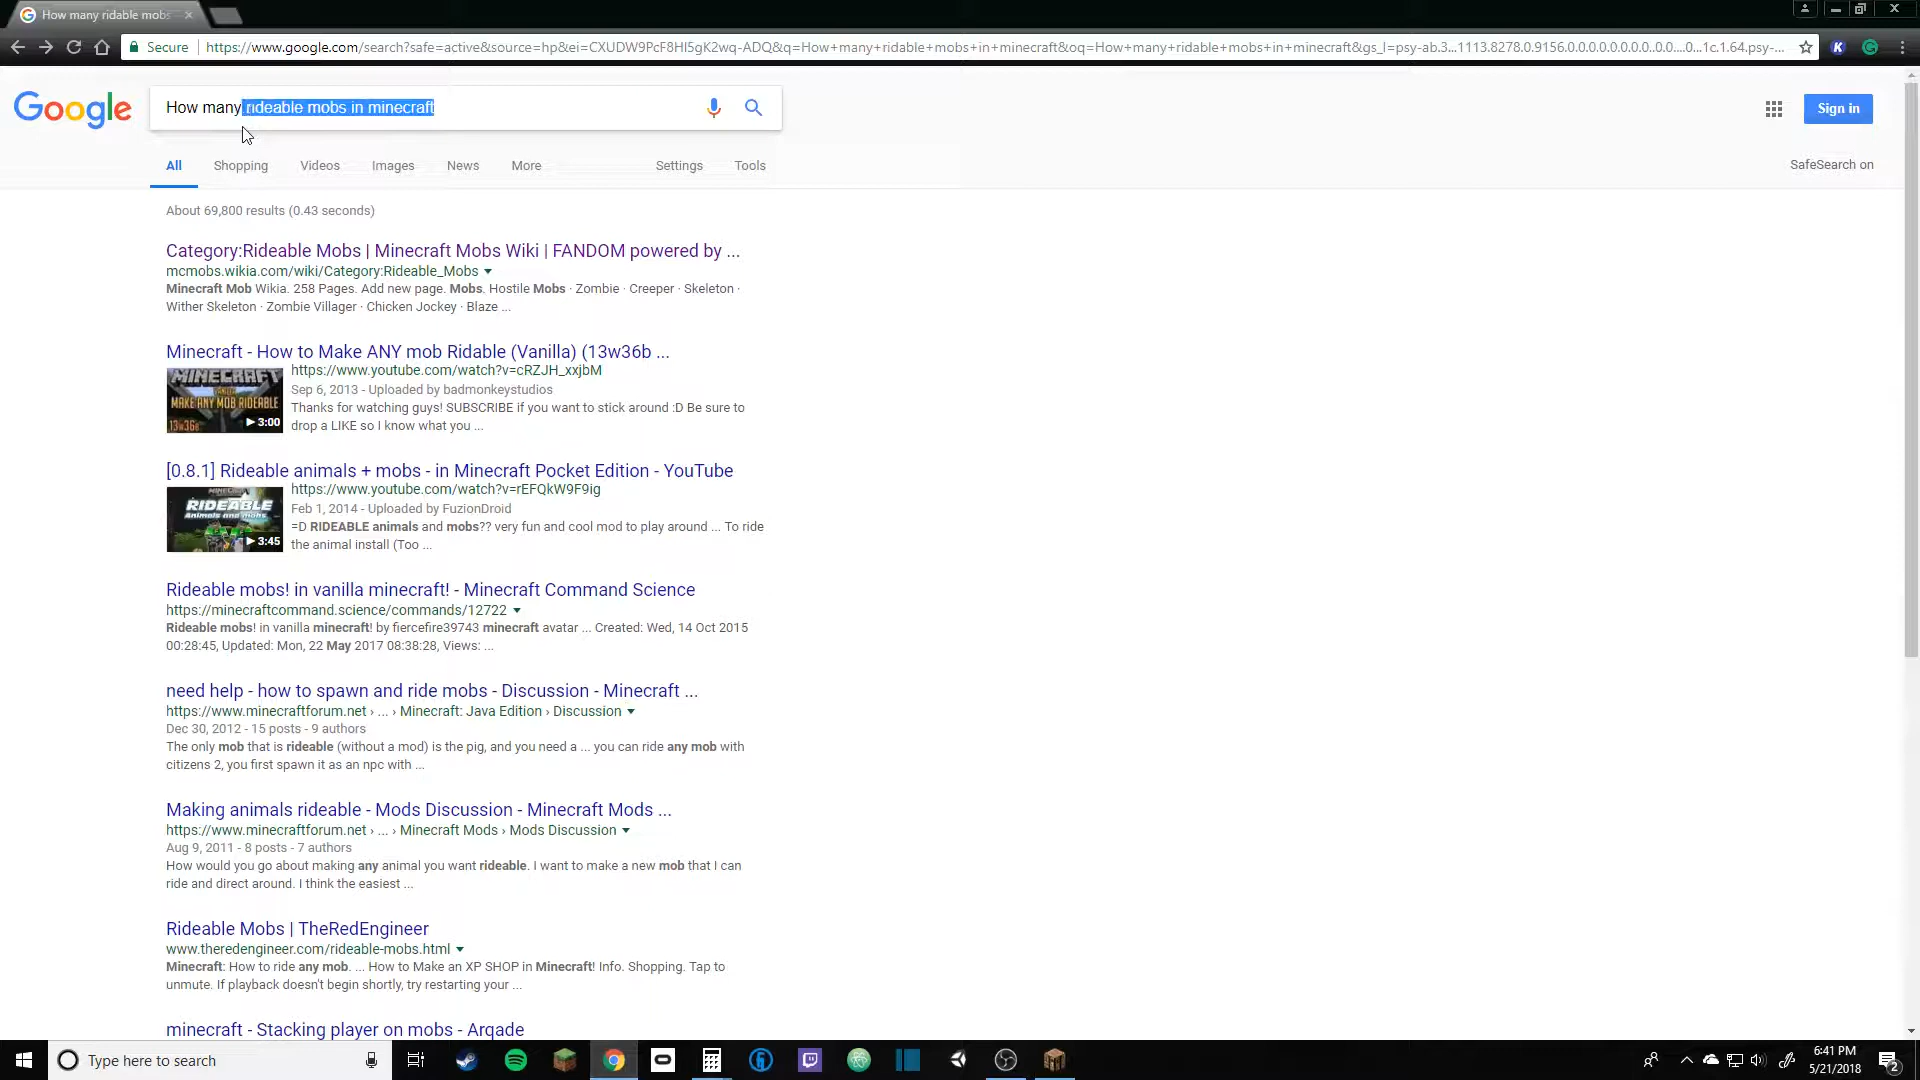 How many ridable mobs
Secure
https://www.google.com/search?safe=active&source=hp&ei=CXUDW9PcF8HI5gK2wq-ADQ&q=How+many+ridable+mobs+in+minecraft&oq=How+many+ridable+mobs+in+minecraft&gs_l=psy-ab.3...1113.8278.0.9156.0.0.0.0.0.0.0.0..0.0....0...1c.1.64.psy-...
Google
How many rideable mobs in minecraft
Sign in
All Shopping Videos Images News More Settings Tools
SafeSearch on
About 69,800 results (0.43 seconds)
Category:Rideable Mobs | Minecraft Mobs Wiki | FANDOM powered by ...
mcmobs.wikia.com/wiki/Category:Rideable_Mobs
Minecraft Mob Wikia. 258 Pages. Add new page. Mobs. Hostile Mobs · Zombie · Creeper · Skeleton ·
Wither Skeleton · Zombie Villager · Chicken Jockey · Blaze ...
Minecraft - How to Make ANY mob Ridable (Vanilla) (13w36b ...
https://www.youtube.com/watch?v=cRZJH_xxjbM
Sep 6, 2013 - Uploaded by badmonkeystudios
Thanks for watching guys! SUBSCRIBE if you want to stick around :D Be sure to
drop a LIKE so I know what you ...
MINECRAFT
MAKE ANY MOB RIDEABLE
13w36b
3:00
[0.8.1] Rideable animals + mobs - in Minecraft Pocket Edition - YouTube
https://www.youtube.com/watch?v=rEFQkW9F9ig
Feb 1, 2014 - Uploaded by FuzionDroid
=D RIDEABLE animals and mobs?? very fun and cool mod to play around ... To ride
the animal install (Too ...
MINECRAFT
RIDEABLE
Animals and mobs
3:45
Rideable mobs! in vanilla minecraft! - Minecraft Command Science
https://minecraftcommand.science/commands/12722
Rideable mobs! in vanilla minecraft! by fiercefire39743 minecraft avatar ... Created: Wed, 14 Oct 2015
00:28:45, Updated: Mon, 22 May 2017 08:38:28, Views: ...
need help - how to spawn and ride mobs - Discussion - Minecraft ...
https://www.minecraftforum.net › ... › Minecraft: Java Edition › Discussion
Dec 30, 2012 - 15 posts - 9 authors
The only mob that is rideable (without a mod) is the pig, and you need a ... you can ride any mob with
citizens 2, you first spawn it as an npc with ...
Making animals rideable - Mods Discussion - Minecraft Mods ...
https://www.minecraftforum.net › ... › Minecraft Mods › Mods Discussion
Aug 9, 2011 - 8 posts - 7 authors
How would you go about making any animal you want rideable. I want to make a new mob that I can
ride and direct around. I think the easiest ...
Rideable Mobs | TheRedEngineer
www.theredengineer.com/rideable-mobs.html
Minecraft: How to ride any mob. ... How to Make an XP SHOP in Minecraft! Info. Shopping. Tap to
unmute. If playback doesn't begin shortly, try restarting your ...
minecraft - Stacking player on mobs - Arqade
Type here to search
6:41 PM
5/21/2018
2